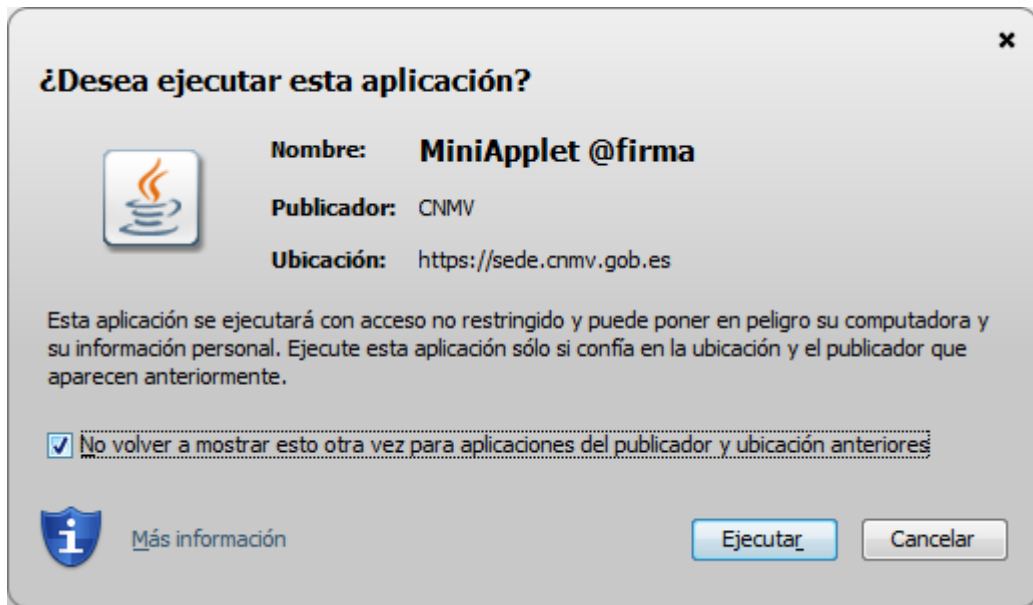 ¿Desea ejecutar esta aplicación?
Nombre: MiniApplet @firma
Publicador: CNMV
Ubicación: https://sede.cnmv.gob.es
Esta aplicación se ejecutará con acceso no restringido y puede poner en peligro su computadora y
su información personal. Ejecute esta aplicación sólo si confía en la ubicación y el publicador que
aparecen anteriormente.
No volver a mostrar esto otra vez para aplicaciones del publicador y ubicación anteriores
Más información
Ejecutar
Cancelar